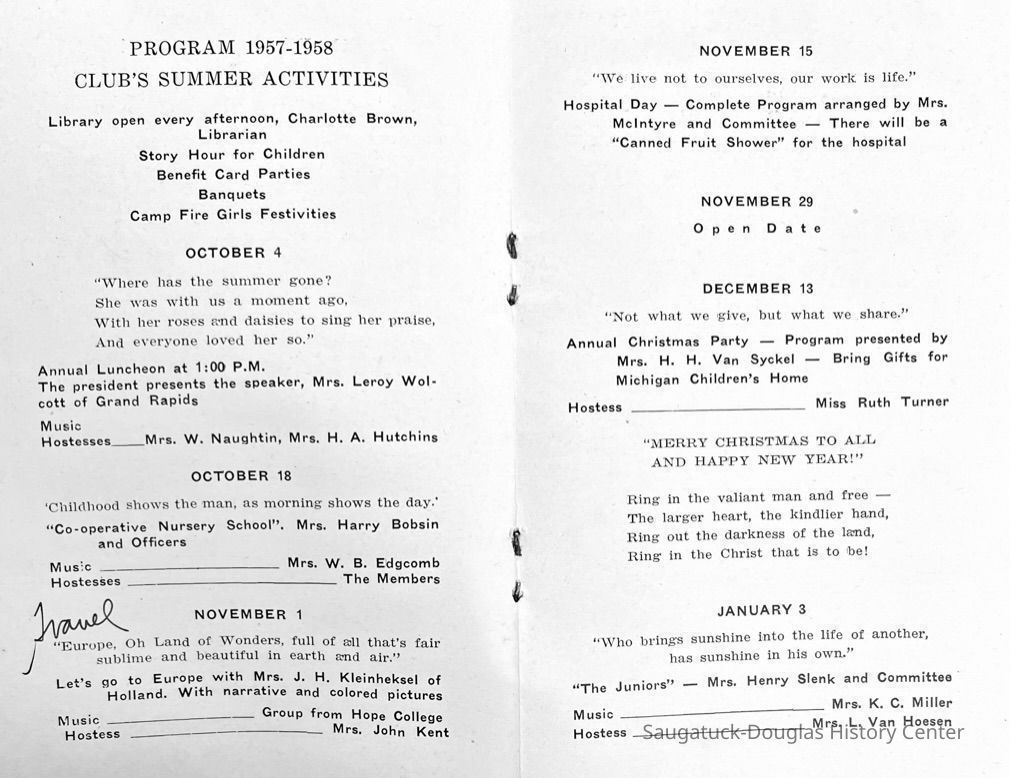 PROGRAM 1957-1958
CLUB'S SUMMER ACTIVITIES
Library open every afternoon, Charlotte Brown,
Librarian
Story Hour for Children
Benefit Card Parties
Banquets
Camp Fire Girls Festivities
OCTOBER 4
"Where has the summer gone?
She was with us a moment ago,
With her roses and daisies to sing her praise,
And everyone loved her so."
Annual Luncheon at 1:00 P.M.
The president presents the speaker, Mrs. Leroy Wol-
cott of Grand Rapids
Music
Hostesses____Mrs. W. Naughtin, Mrs. H. A. Hutchins
OCTOBER 18
'Childhood shows the man, as morning shows the day.'
"Co-operative Nursery School". Mrs. Harry Bobsin
and Officers
Music ____________________ Mrs. W. B. Edgcomb
Hostesses ____________________ The Members
Travel
NOVEMBER 1
"Europe, Oh Land of Wonders, full of all that's fair
sublime and beautiful in earth and air."
Let's go to Europe with Mrs. J. H. Kleinheksel of
Holland. With narrative and colored pictures
Music ____________________ Group from Hope College
Hostess ____________________ Mrs. John Kent
NOVEMBER 15
"We live not to ourselves, our work is life."
Hospital Day — Complete Program arranged by Mrs.
McIntyre and Committee — There will be a
"Canned Fruit Shower" for the hospital
NOVEMBER 29
Open Date
DECEMBER 13
"Not what we give, but what we share."
Annual Christmas Party — Program presented by
Mrs. H. H. Van Syckel — Bring Gifts for
Michigan Children's Home
Hostess ____________________ Miss Ruth Turner
"MERRY CHRISTMAS TO ALL
AND HAPPY NEW YEAR!"
Ring in the valiant man and free —
The larger heart, the kindlier hand,
Ring out the darkness of the land,
Ring in the Christ that is to be!
JANUARY 3
"Who brings sunshine into the life of another,
has sunshine in his own."
"The Juniors" — Mrs. Henry Slenk and Committee
Music ____________________ Mrs. K. C. Miller
Hostess ____________________ Mrs. L. Van Hoesen
Saugatuck-Douglas History Center